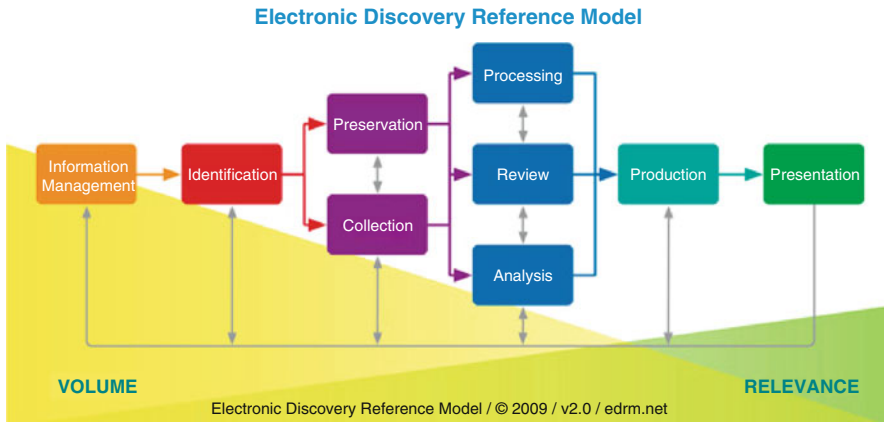 Electronic Discovery Reference Model
Processing
Preservation
Information
Management
Identification
Review
Production
Presentation
Collection
Analysis
VOLUME
RELEVANCE
Electronic Discovery Reference Model / © 2009 / v2.0 / edrm.net